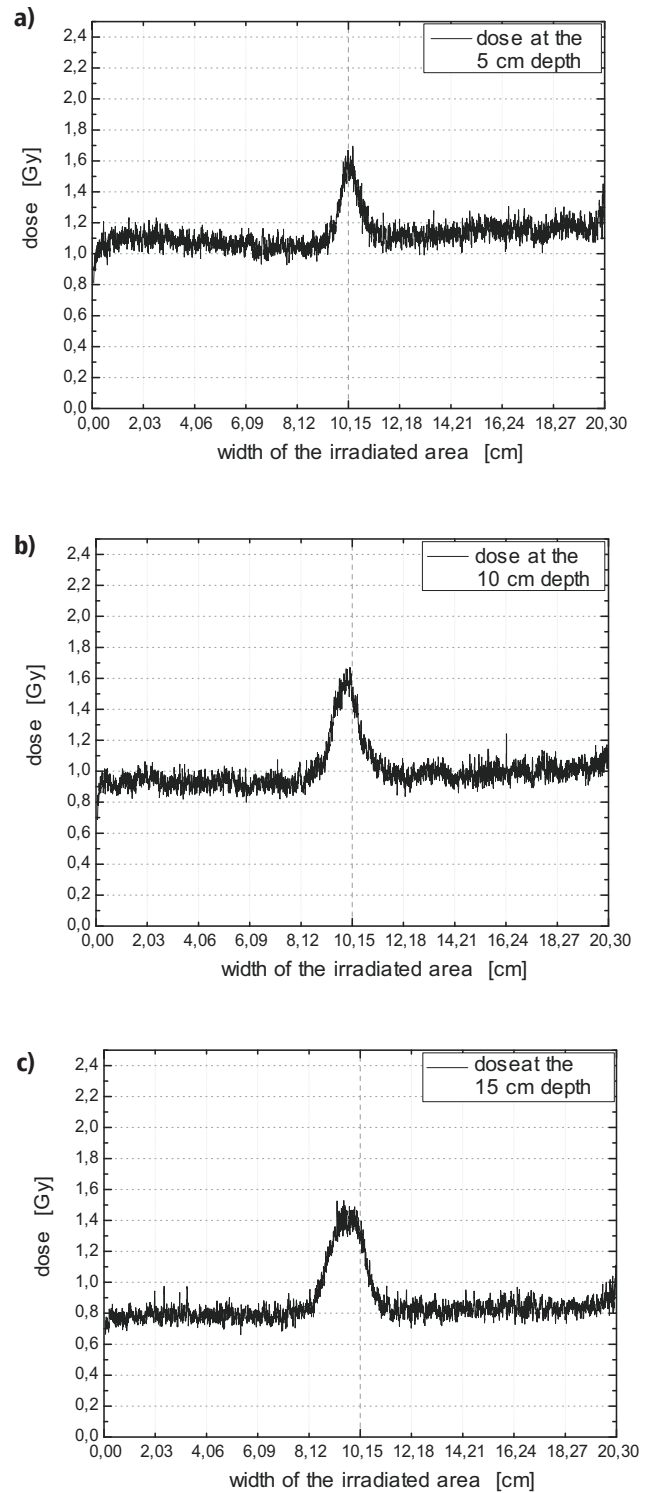 a)
2,4
2,2
2,0
1,8
1,6
1,4
1,2
1,0
0,8
0,6
0,4
0,2
0,0
dose [Gy]
dose at the
5 cm depth
0,00 2,03 4,06 6,09 8,12 10,15 12,18 14,21 16,24 18,27 20,30
width of the irradiated area [cm]
b)
2,4
2,2
2,0
1,8
1,6
1,4
1,2
1,0
0,8
0,6
0,4
0,2
0,0
dose [Gy]
dose at the
10 cm depth
0,00 2,03 4,06 6,09 8,12 10,15 12,18 14,21 16,24 18,27 20,30
width of the irradiated area [cm]
c)
2,4
2,2
2,0
1,8
1,6
1,4
1,2
1,0
0,8
0,6
0,4
0,2
0,0
dose [Gy]
doseat the
15 cm depth
0,00 2,03 4,06 6,09 8,12 10,15 12,18 14,21 16,24 18,27 20,30
width of the irradiated area [cm]